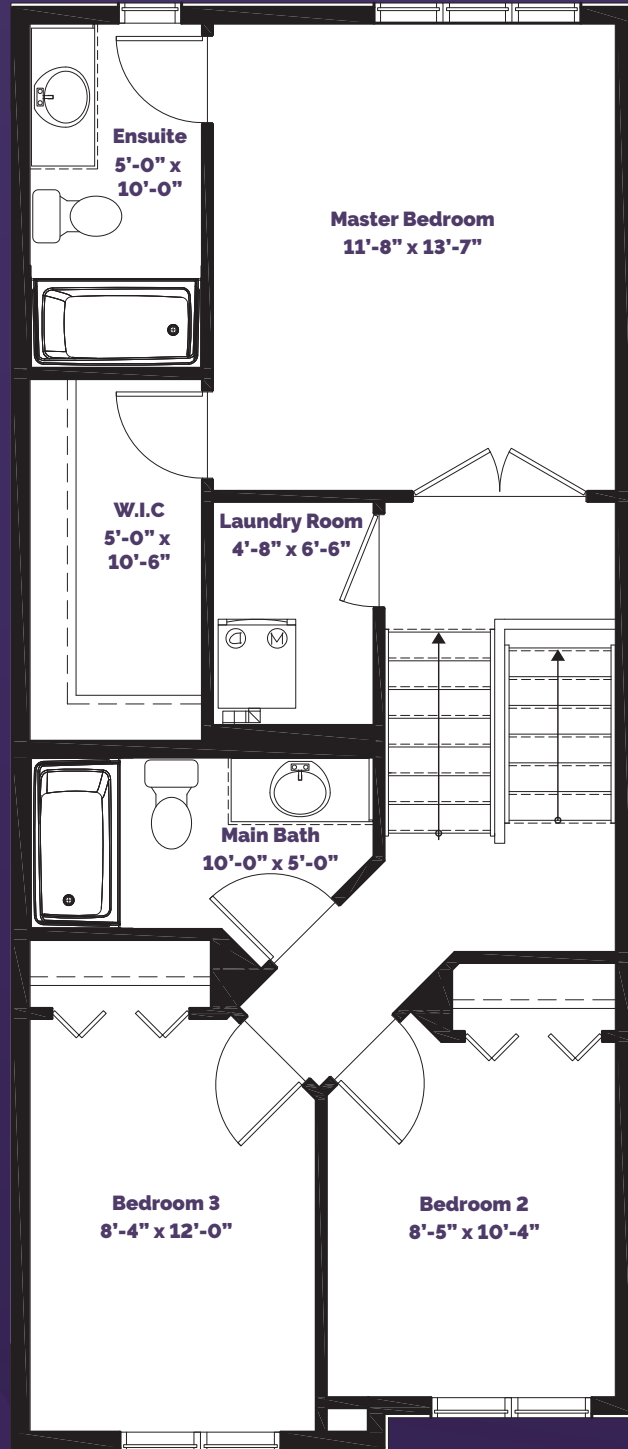 Ensuite
5’-0” x
10’-0”
Master Bedroom
11’-8” x 13’-7”
W.I.C
5’-0” x
10’-6”
Laundry Room
4’-8” x 6’-6”
Main Bath
10’-0” x 5’-0”
Bedroom 3
8’-4” x 12’-0”
Bedroom 2
8’-5” x 10’-4”